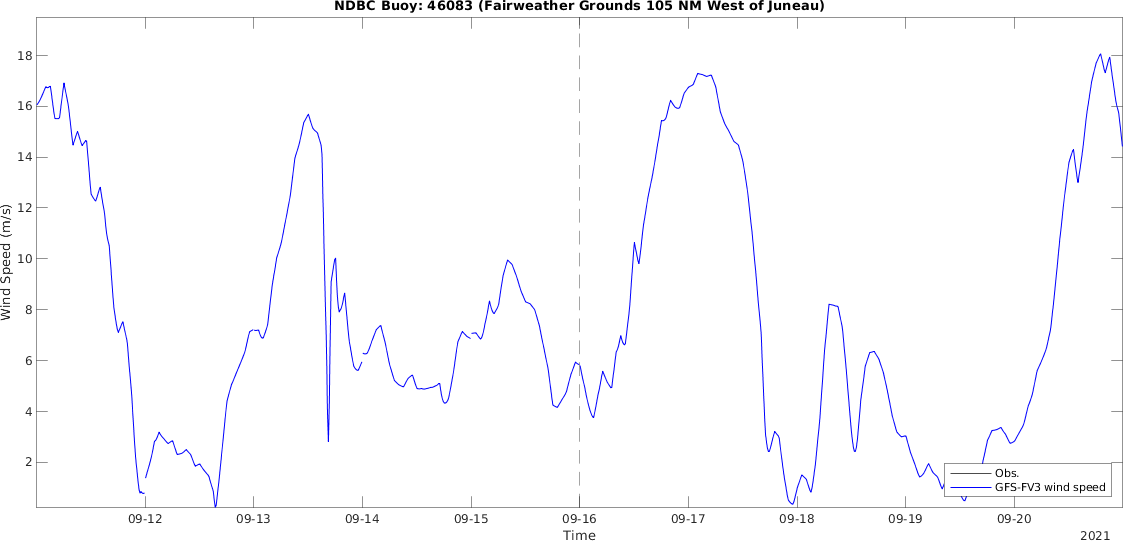 NDBC Buoy: 46083 (Fairweather Grounds 105 NM West of Juneau)
Wind Speed (m/s)
18
16
14
12
10
8
6
4
2
Obs.
GFS-FV3 wind speed
09-12 09-13 09-14 09-15 09-16 09-17 09-18 09-19 09-20
Time
2021